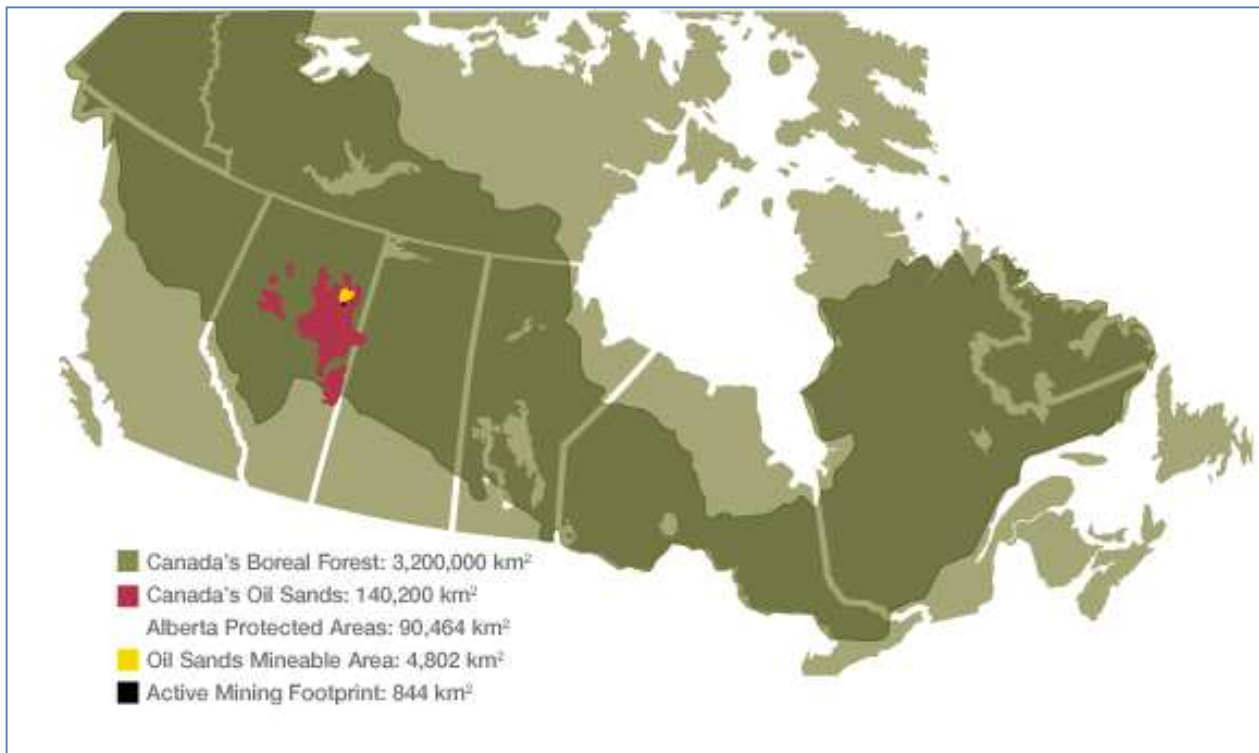 Canada's Boreal Forest: 3,200,000 km²
Canada's Oil Sands: 140,200 km²
Alberta Protected Areas: 90,464 km²
Oil Sands Mineable Area: 4,802 km²
Active Mining Footprint: 844 km²